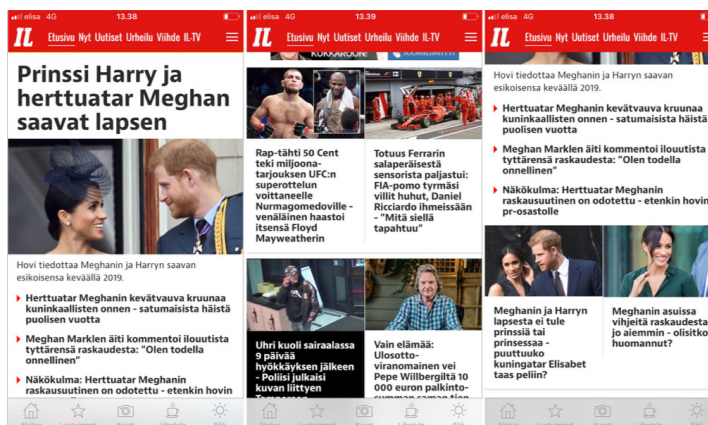 elisa 4G 13.38
IL Etusivu Nyt Uutiset Urheilu Viihde IL-TV
Prinssi Harry ja
herttuatar Meghan
saavat lapsen
Hovi tiedottaa Meghanin ja Harryn saavan
esikoisensa keväällä 2019.
Herttuatar Meghanin kevätvauva kruunaa
kuninkaallisten onnen - satumaisista häistä
puolisen vuotta
Meghan Marklen äiti kommentoi ilouutista
tyttärensä raskaudesta: "Olen todella
onnellinen"
Näkökulma: Herttuatar Meghanin
raskausuutinen on odotettu - etenkin hovin
elisa 4G 13.39
IL Etusivu Nyt Uutiset Urheilu Viihde IL-TV
KUKKAROON!
Rap-tähti 50 Cent
teki miljoona-
tarjouksen UFC:n
superottelun
voittaneelle
Nurmagomedoville -
venäläinen haastoi
itsensä Floyd
Mayweatherin
Totuus Ferrarin
salaperäisestä
sensorista paljastui:
FIA-pomo tyrmäsi
villit huhut, Daniel
Ricciardo ihmeissään
- "Mitä siellä
tapahtuu"
Uhri kuoli sairaalassa
9 päivää
hyökkäyksen jälkeen
- Poliisi julkaisi
kuvan liittyen
Tampereen
Vain elämää:
Ulosotto-
viranomainen vei
Pepe Willbergiltä 10
000 euron palkinto-
summan saman tien
elisa 4G 13.38
IL Etusivu Nyt Uutiset Urheilu Viihde IL-TV
Hovi tiedottaa Meghanin ja Harryn saavan
esikoisensa keväällä 2019.
Herttuatar Meghanin kevätvauva kruunaa
kuninkaallisten onnen - satumaisista häistä
puolisen vuotta
Meghan Marklen äiti kommentoi ilouutista
tyttärensä raskaudesta: "Olen todella
onnellinen"
Näkökulma: Herttuatar Meghanin
raskausuutinen on odotettu - etenkin hovin
pr-osastolle
Meghanin ja Harryn
lapsesta ei tule
prinssiä tai
prinsessaa -
puuttuuko
kuningatar Elisabet
taas peliin?
Meghanin asuissa
vihjeitä raskaudesta
jo aiemmin - olisitko
huomannut?